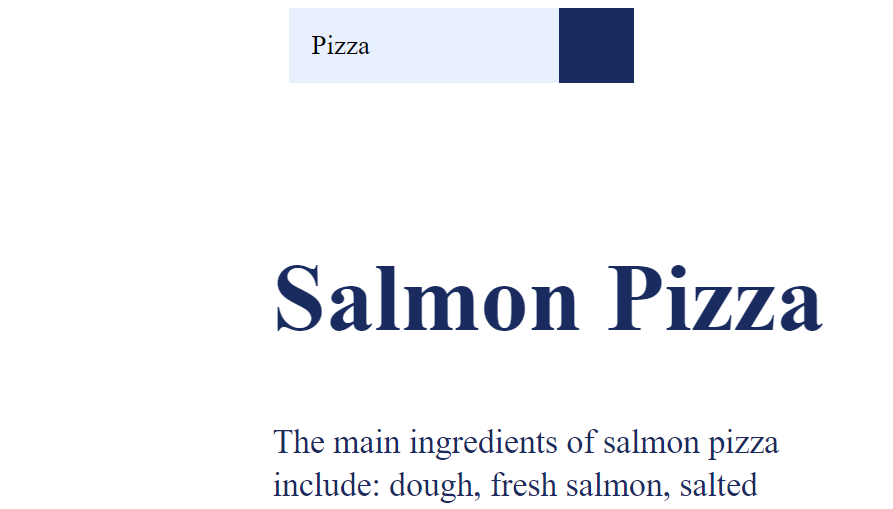 Pizza
Salmon Pizza
The main ingredients of salmon pizza
include: dough, fresh salmon, salted